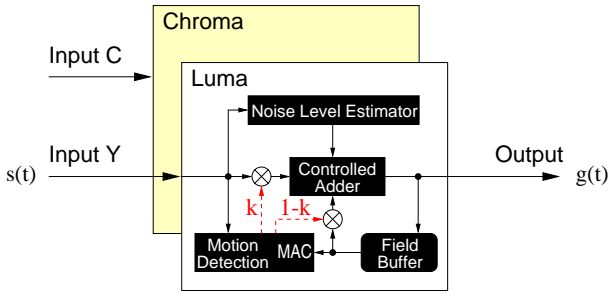 Chroma
Input C
Luma
Noise Level Estimator
Input Y
Output
s(t)
Controlled
Adder
g(t)
k
1-k
Motion
Detection
MAC
Field
Buffer